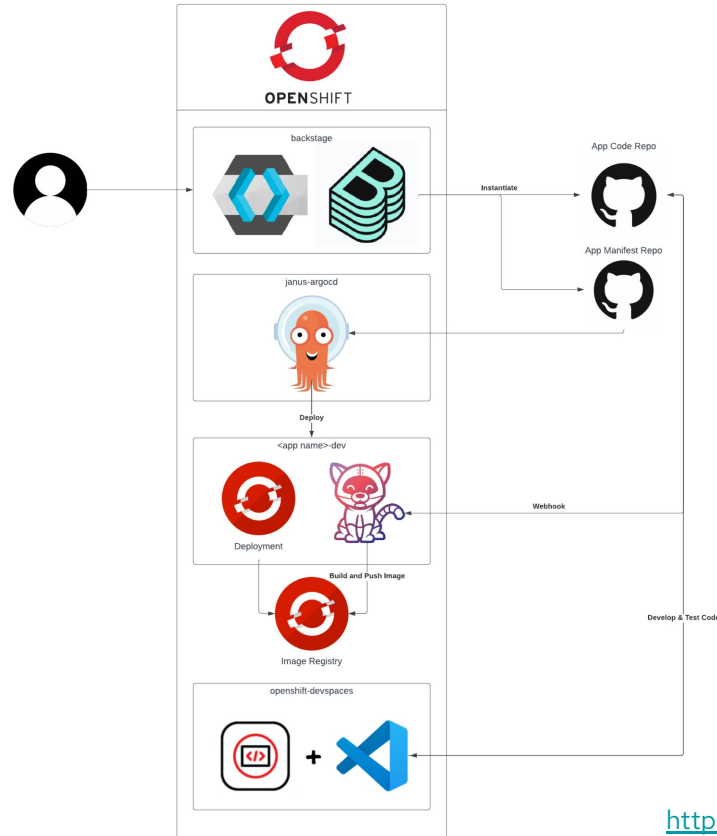 OPENSHIFT
backstage
App Code Repo
Instantiate
App Manifest Repo
janus-argocd
Deploy
<app name>-dev
Webhook
Deployment
Build and Push Image
Develop & Test Code
Image Registry
openshift-devspaces
</>
+
http